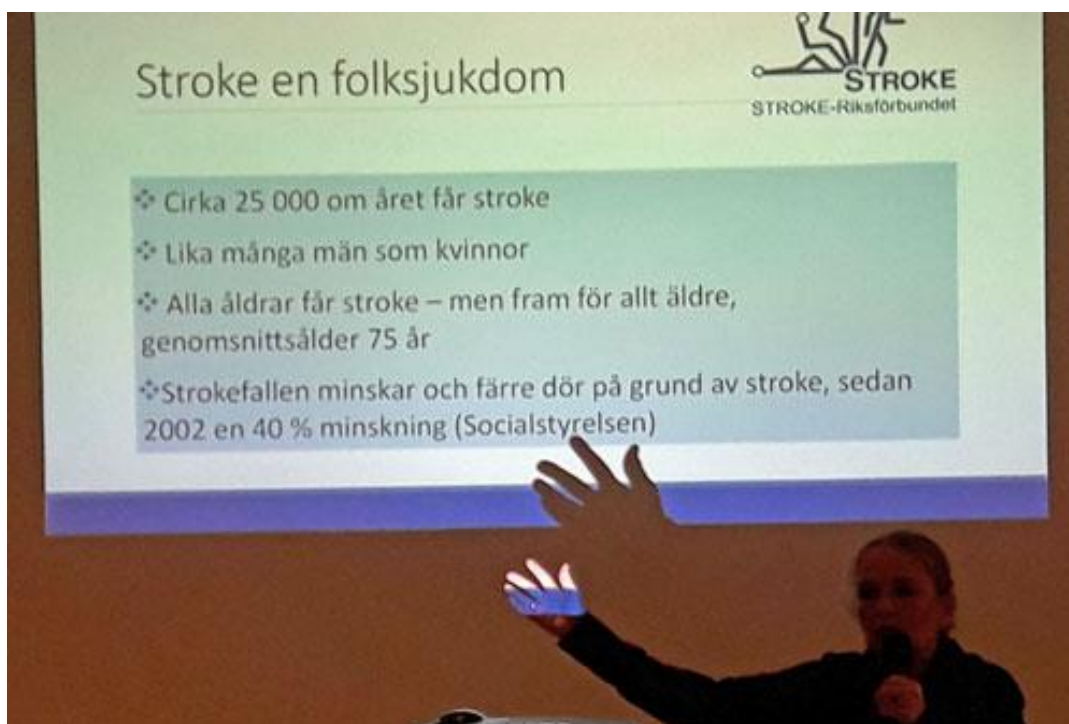 Stroke en folksjukdom
STROKE
STROKE-Riksförbundet
Cirka 25 000 om året får stroke
Lika många män som kvinnor
Alla åldrar får stroke – men fram för allt äldre,
genomsnittsålder 75 år
Strokefallen minskar och färre dör på grund av stroke, sedan
2002 en 40 % minskning (Socialstyrelsen)